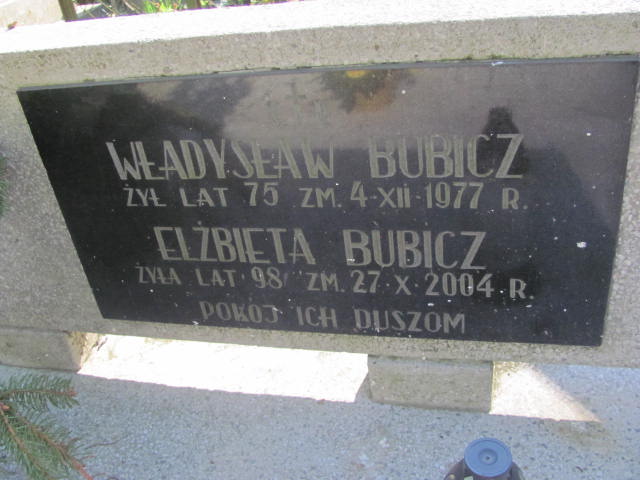 WŁADYSŁAW BUBICZ
ŻYŁ LAT 75 ZM. 4·XII·1977 R.
ELŻBIETA BUBICZ
ŻYŁA LAT 98 ZM. 27 X 2004 R.
POKÓJ ICH DUSZOM